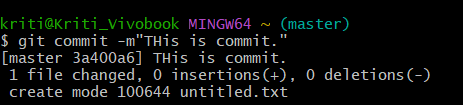 kriti@Kriti_Vivobook MINGW64 ~ (master)
$ git commit -m"THis is commit."
[master 3a400a6] THis is commit.
1 file changed, 0 insertions(+), 0 deletions(-)
create mode 100644 untitled.txt